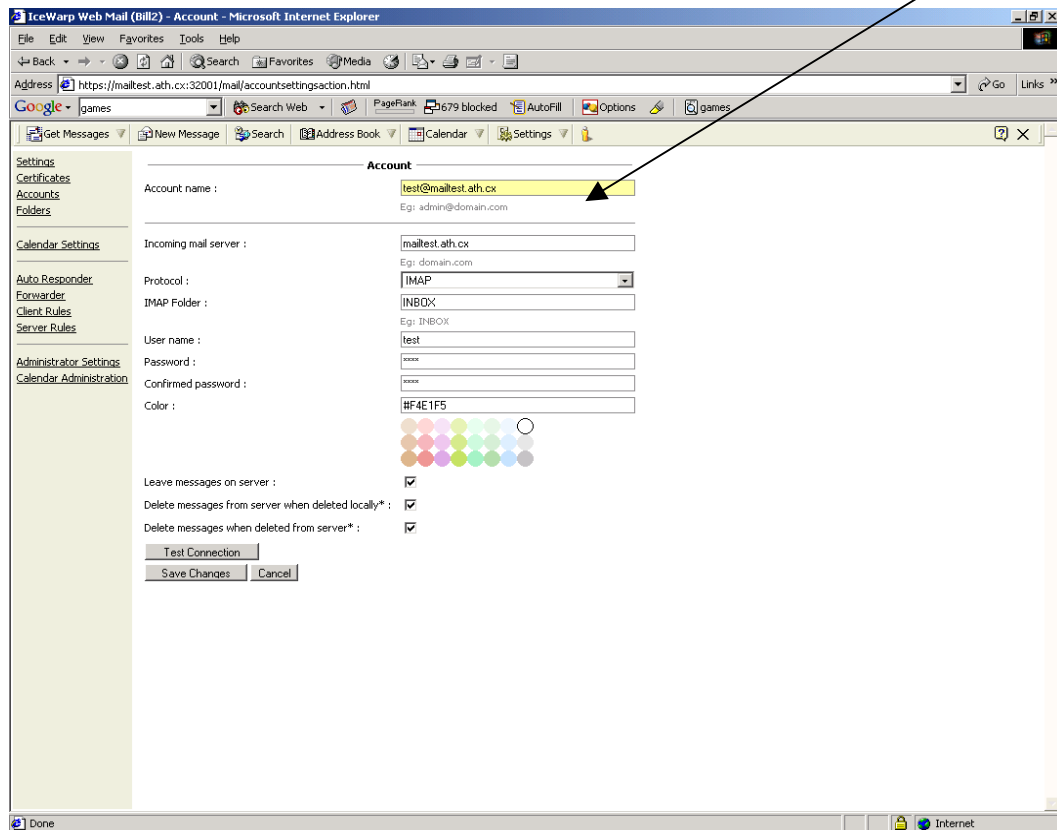 IceWarp Web Mail (Bill2) - Account - Microsoft Internet Explorer
File Edit View Favorites Tools Help
Back Search Favorites Media
Address https://mailtest.ath.cx:32001/mail/accountsettingsaction.html Go Links »
Google games Search Web PageRank 679 blocked AutoFill Options games
Get Messages New Message Search Address Book Calendar Settings
Settings
Certificates
Accounts
Folders
Calendar Settings
Auto Responder
Forwarder
Client Rules
Server Rules
Administrator Settings
Calendar Administration
Account
Account name : test@mailtest.ath.cx
Eg: admin@domain.com
Incoming mail server : mailtest.ath.cx
Eg: domain.com
Protocol : IMAP
IMAP Folder : INBOX
Eg: INBOX
User name : test
Password : ****
Confirmed password : ****
Color : #F4E1F5
Leave messages on server :
Delete messages from server when deleted locally* :
Delete messages when deleted from server* :
Test Connection
Save Changes Cancel
Done Internet